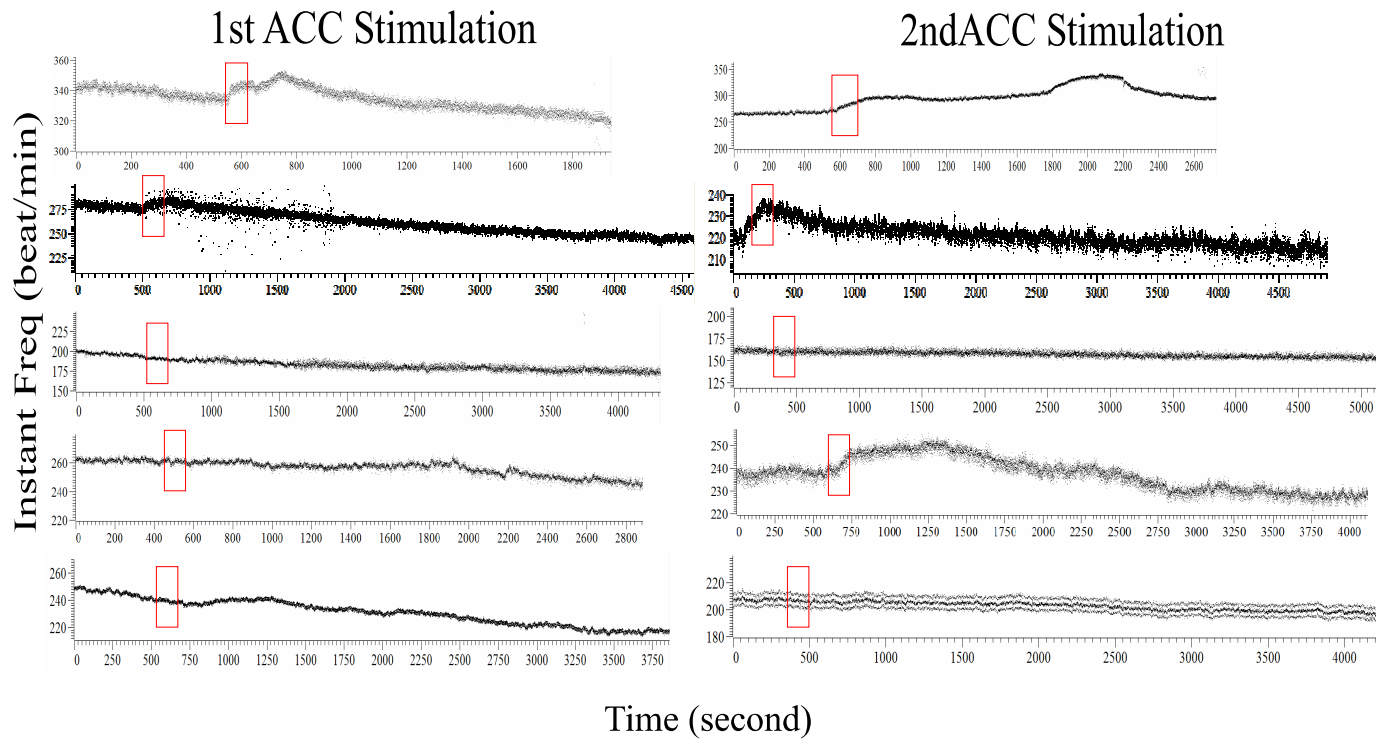 1st ACC Stimulation
2ndACC Stimulation
Instant Freq (beat/min)
360
340
320
300
0 200 400 600 800 1000 1200 1400 1600 1800
350
300
250
200
0 200 400 600 800 1000 1200 1400 1600 1800 2000 2200 2400 2600
275
250
225
0 500 1000 1500 2000 2500 3000 3500 4000 4500
240
230
220
210
0 500 1000 1500 2000 2500 3000 3500 4000 4500
225
200
175
150
0 500 1000 1500 2000 2500 3000 3500 4000
200
175
150
125
0 500 1000 1500 2000 2500 3000 3500 4000 4500 5000
260
240
220
0 200 400 600 800 1000 1200 1400 1600 1800 2000 2200 2400 2600 2800
250
240
230
220
0 250 500 750 1000 1250 1500 1750 2000 2250 2500 2750 3000 3250 3500 3750 4000
260
240
220
0 250 500 750 1000 1250 1500 1750 2000 2250 2500 2750 3000 3250 3500 3750
220
200
180
0 500 1000 1500 2000 2500 3000 3500 4000
Time (second)